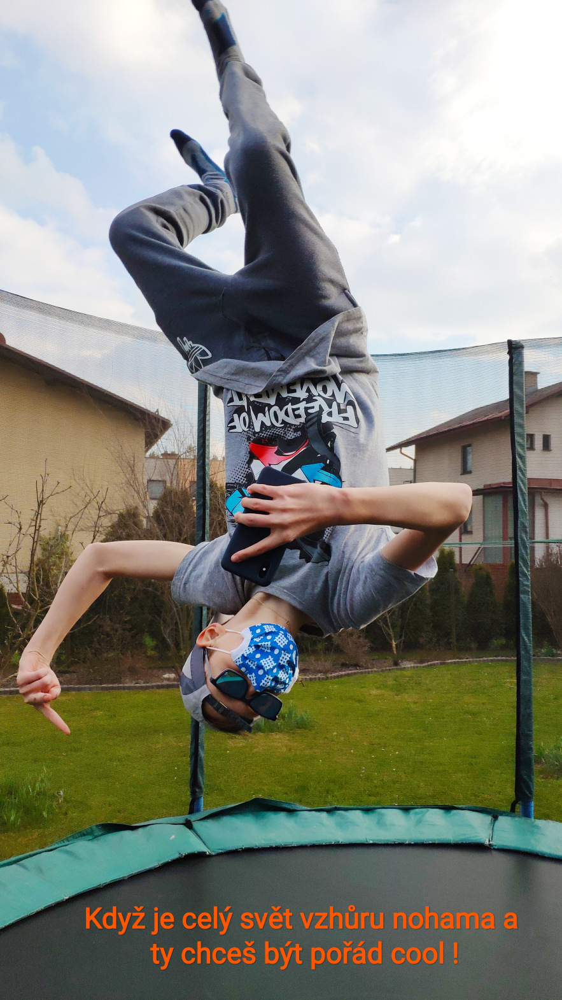 FREEDOM OF
MOVEMENT
Když je celý svět vzhůru nohama a
ty chceš být pořád cool !